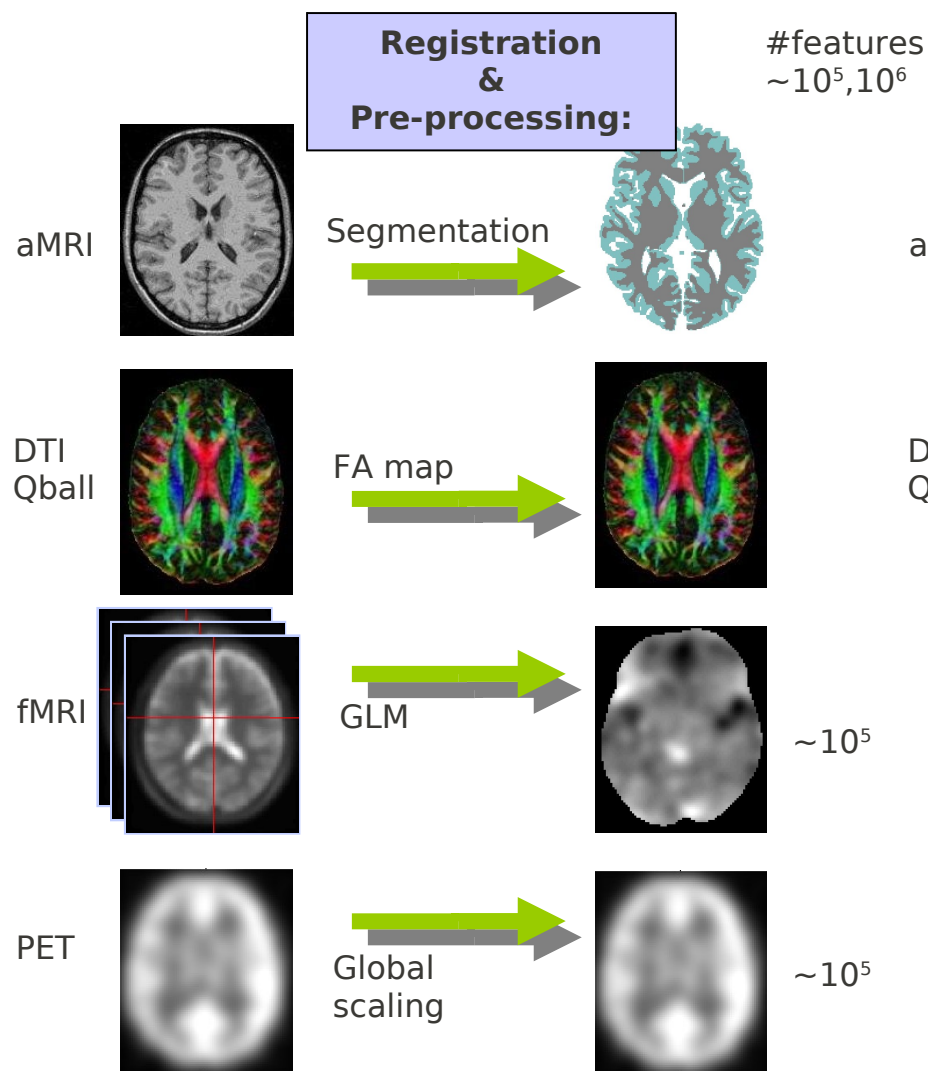 Registration
&
Pre-processing:
#features
~10⁵,10⁶
aMRI
Segmentation
a
DTI
Qball
FA map
D
Q
fMRI
GLM
~10⁵
PET
Global
scaling
~10⁵